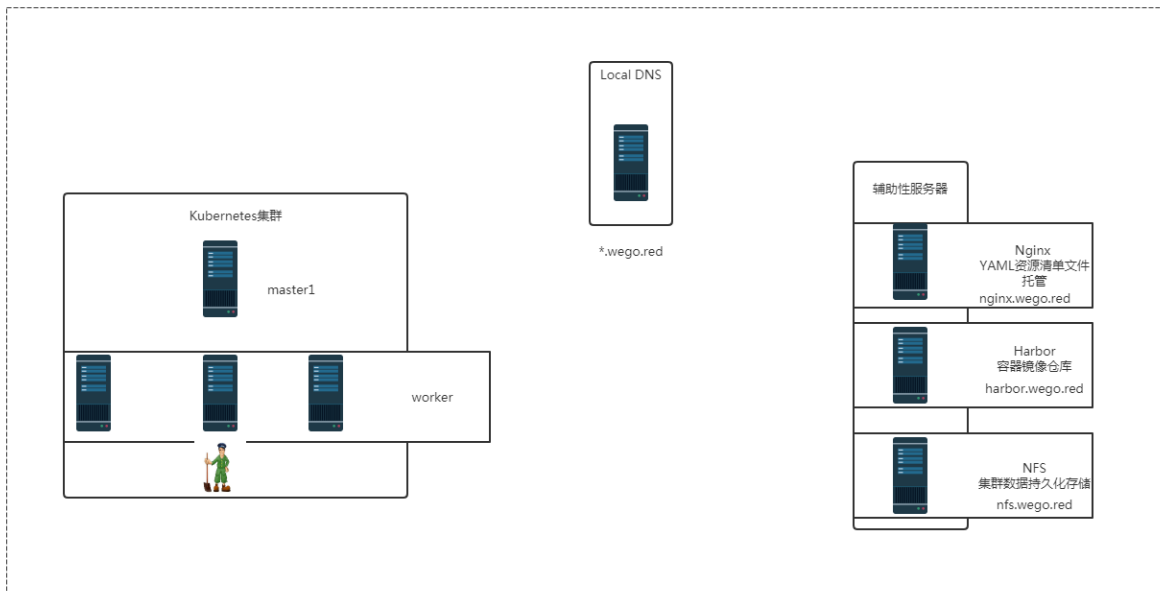 Local DNS
*.wego.red
Kubernetes集群
master1
worker
辅助性服务器
Nginx
YAML资源清单文件
托管
nginx.wego.red
Harbor
容器镜像仓库
harbor.wego.red
NFS
集群数据持久化存储
nfs.wego.red